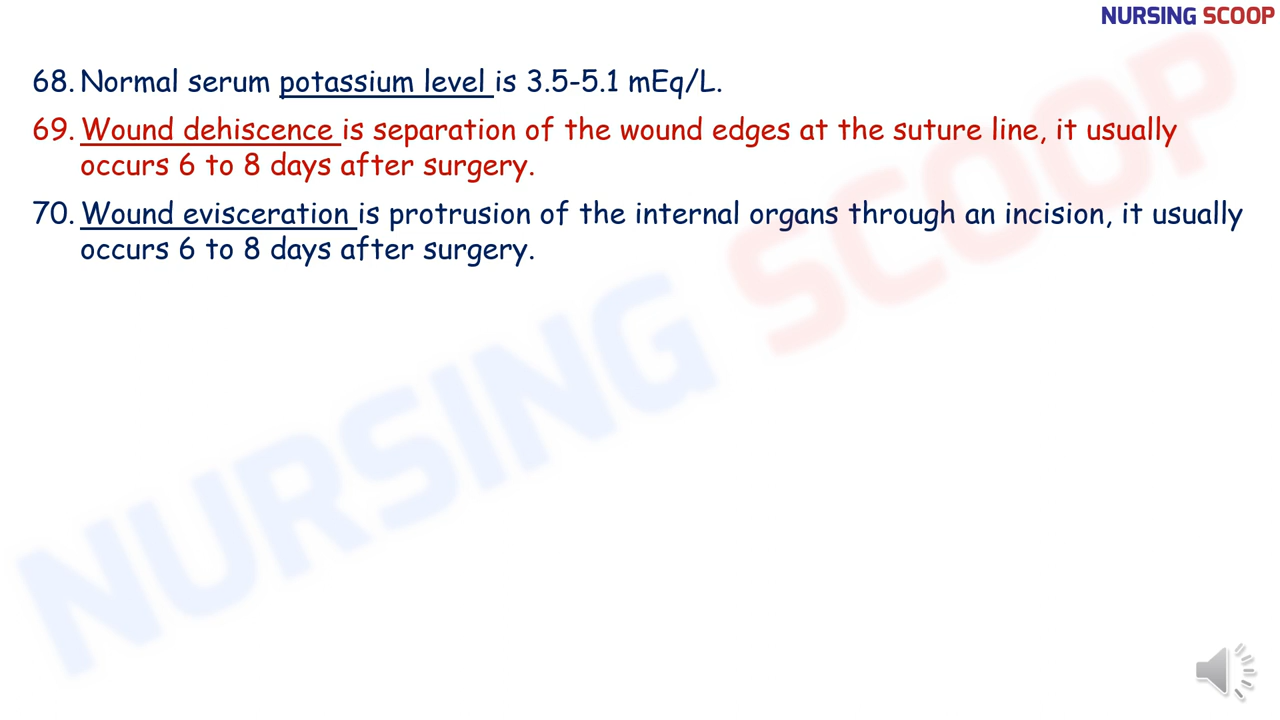 NURSING SCOOP
68. Normal serum potassium level is 3.5-5.1 mEq/L.
69. Wound dehiscence is separation of the wound edges at the suture line, it usually
occurs 6 to 8 days after surgery.
70. Wound evisceration is protrusion of the internal organs through an incision, it usually
occurs 6 to 8 days after surgery.
NURSING SCOOP